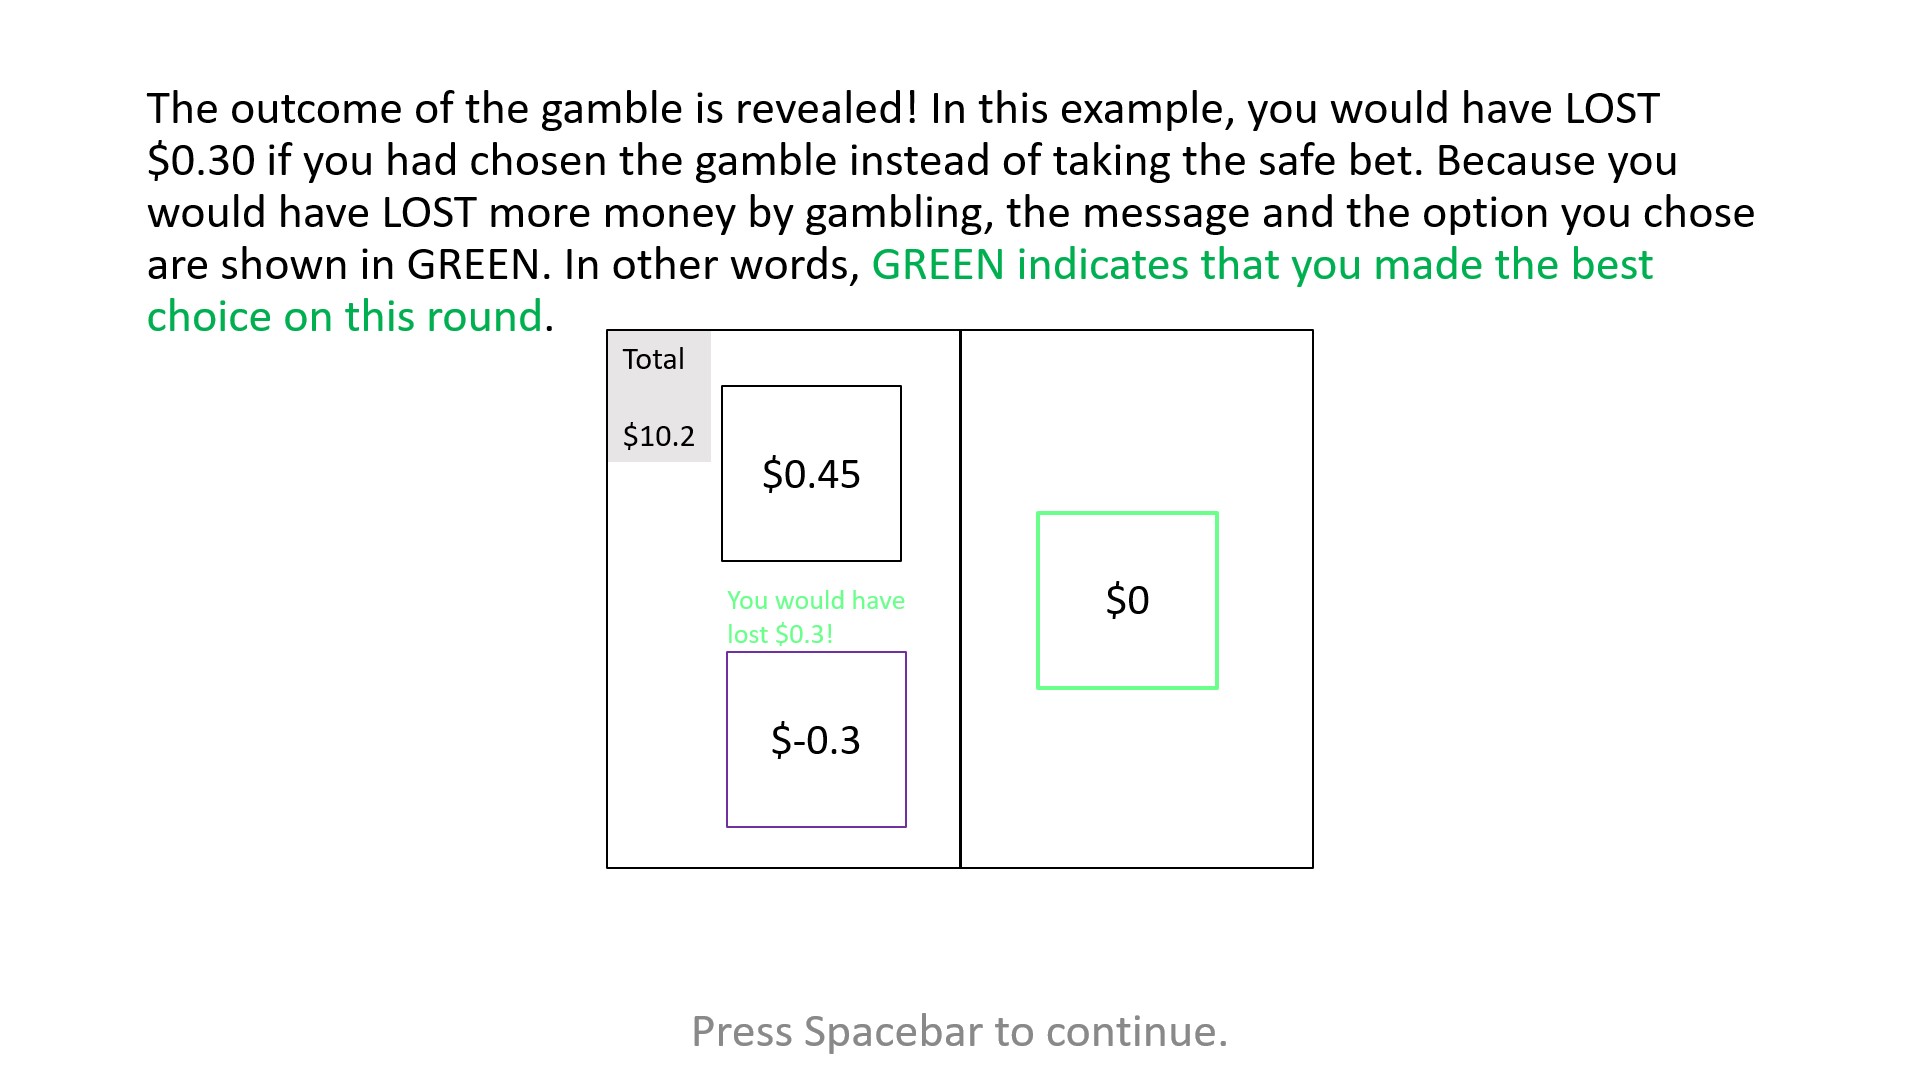 The outcome of the gamble is revealed! In this example, you would have LOST
$0.30 if you had chosen the gamble instead of taking the safe bet. Because you
would have LOST more money by gambling, the message and the option you chose
are shown in GREEN. In other words, GREEN indicates that you made the best
choice on this round.
Total
$10.2
$0.45
You would have
lost $0.3!
$-0.3
$0
Press Spacebar to continue.